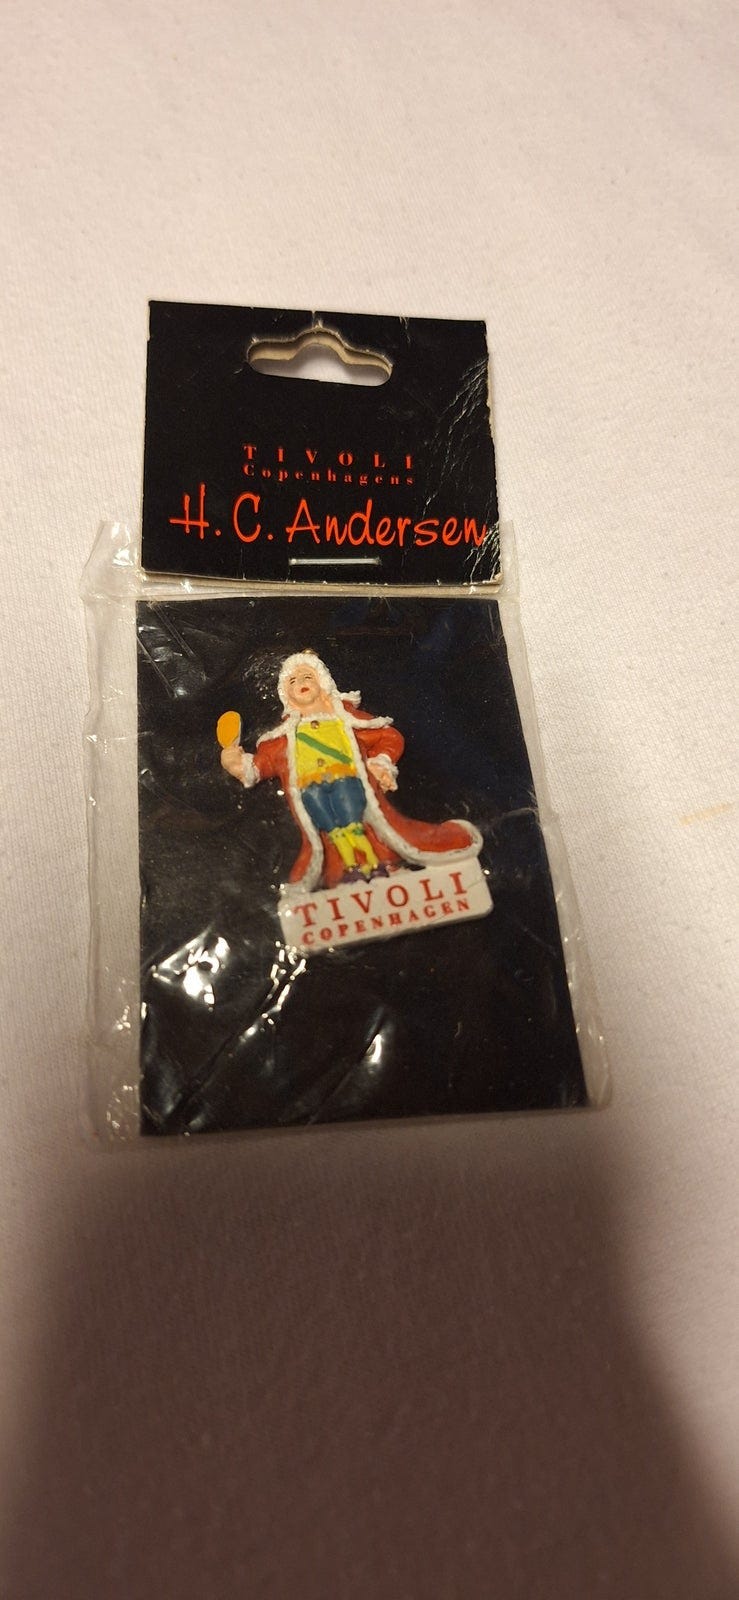 TIVOLI
Copenhagens
H.C. Andersen
TIVOLI
COPENHAGEN